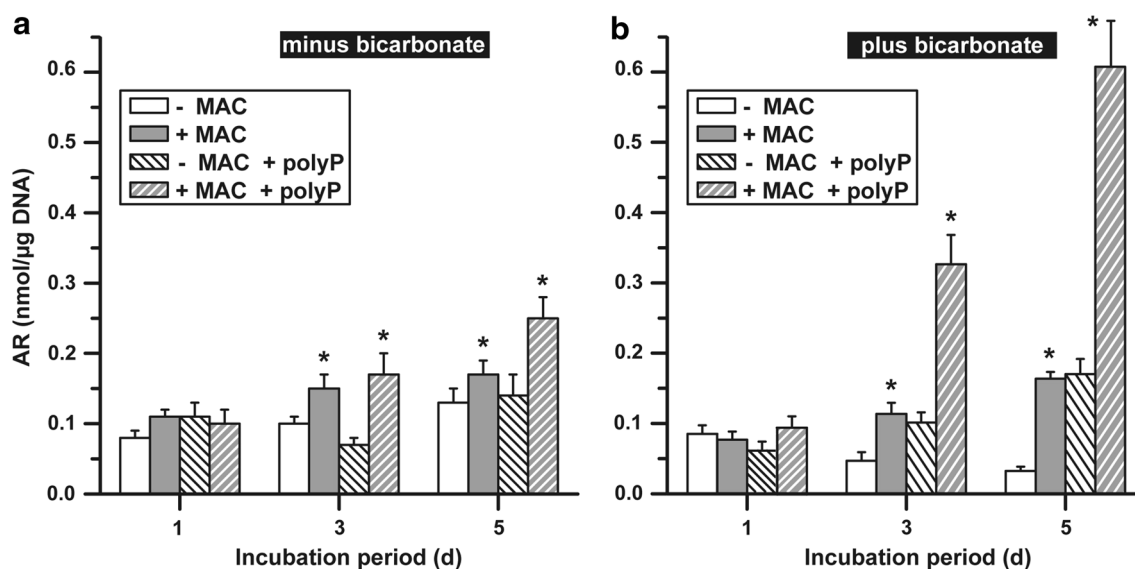 a
minus bicarbonate
0.6
0.5
0.4
0.3
0.2
0.1
0.0
AR (nmol/µg DNA)
- MAC
+ MAC
- MAC + polyP
+ MAC + polyP
*
*
*
*
1
3
5
Incubation period (d)
b
plus bicarbonate
0.6
0.5
0.4
0.3
0.2
0.1
0.0
- MAC
+ MAC
- MAC + polyP
+ MAC + polyP
*
*
*
*
1
3
5
Incubation period (d)